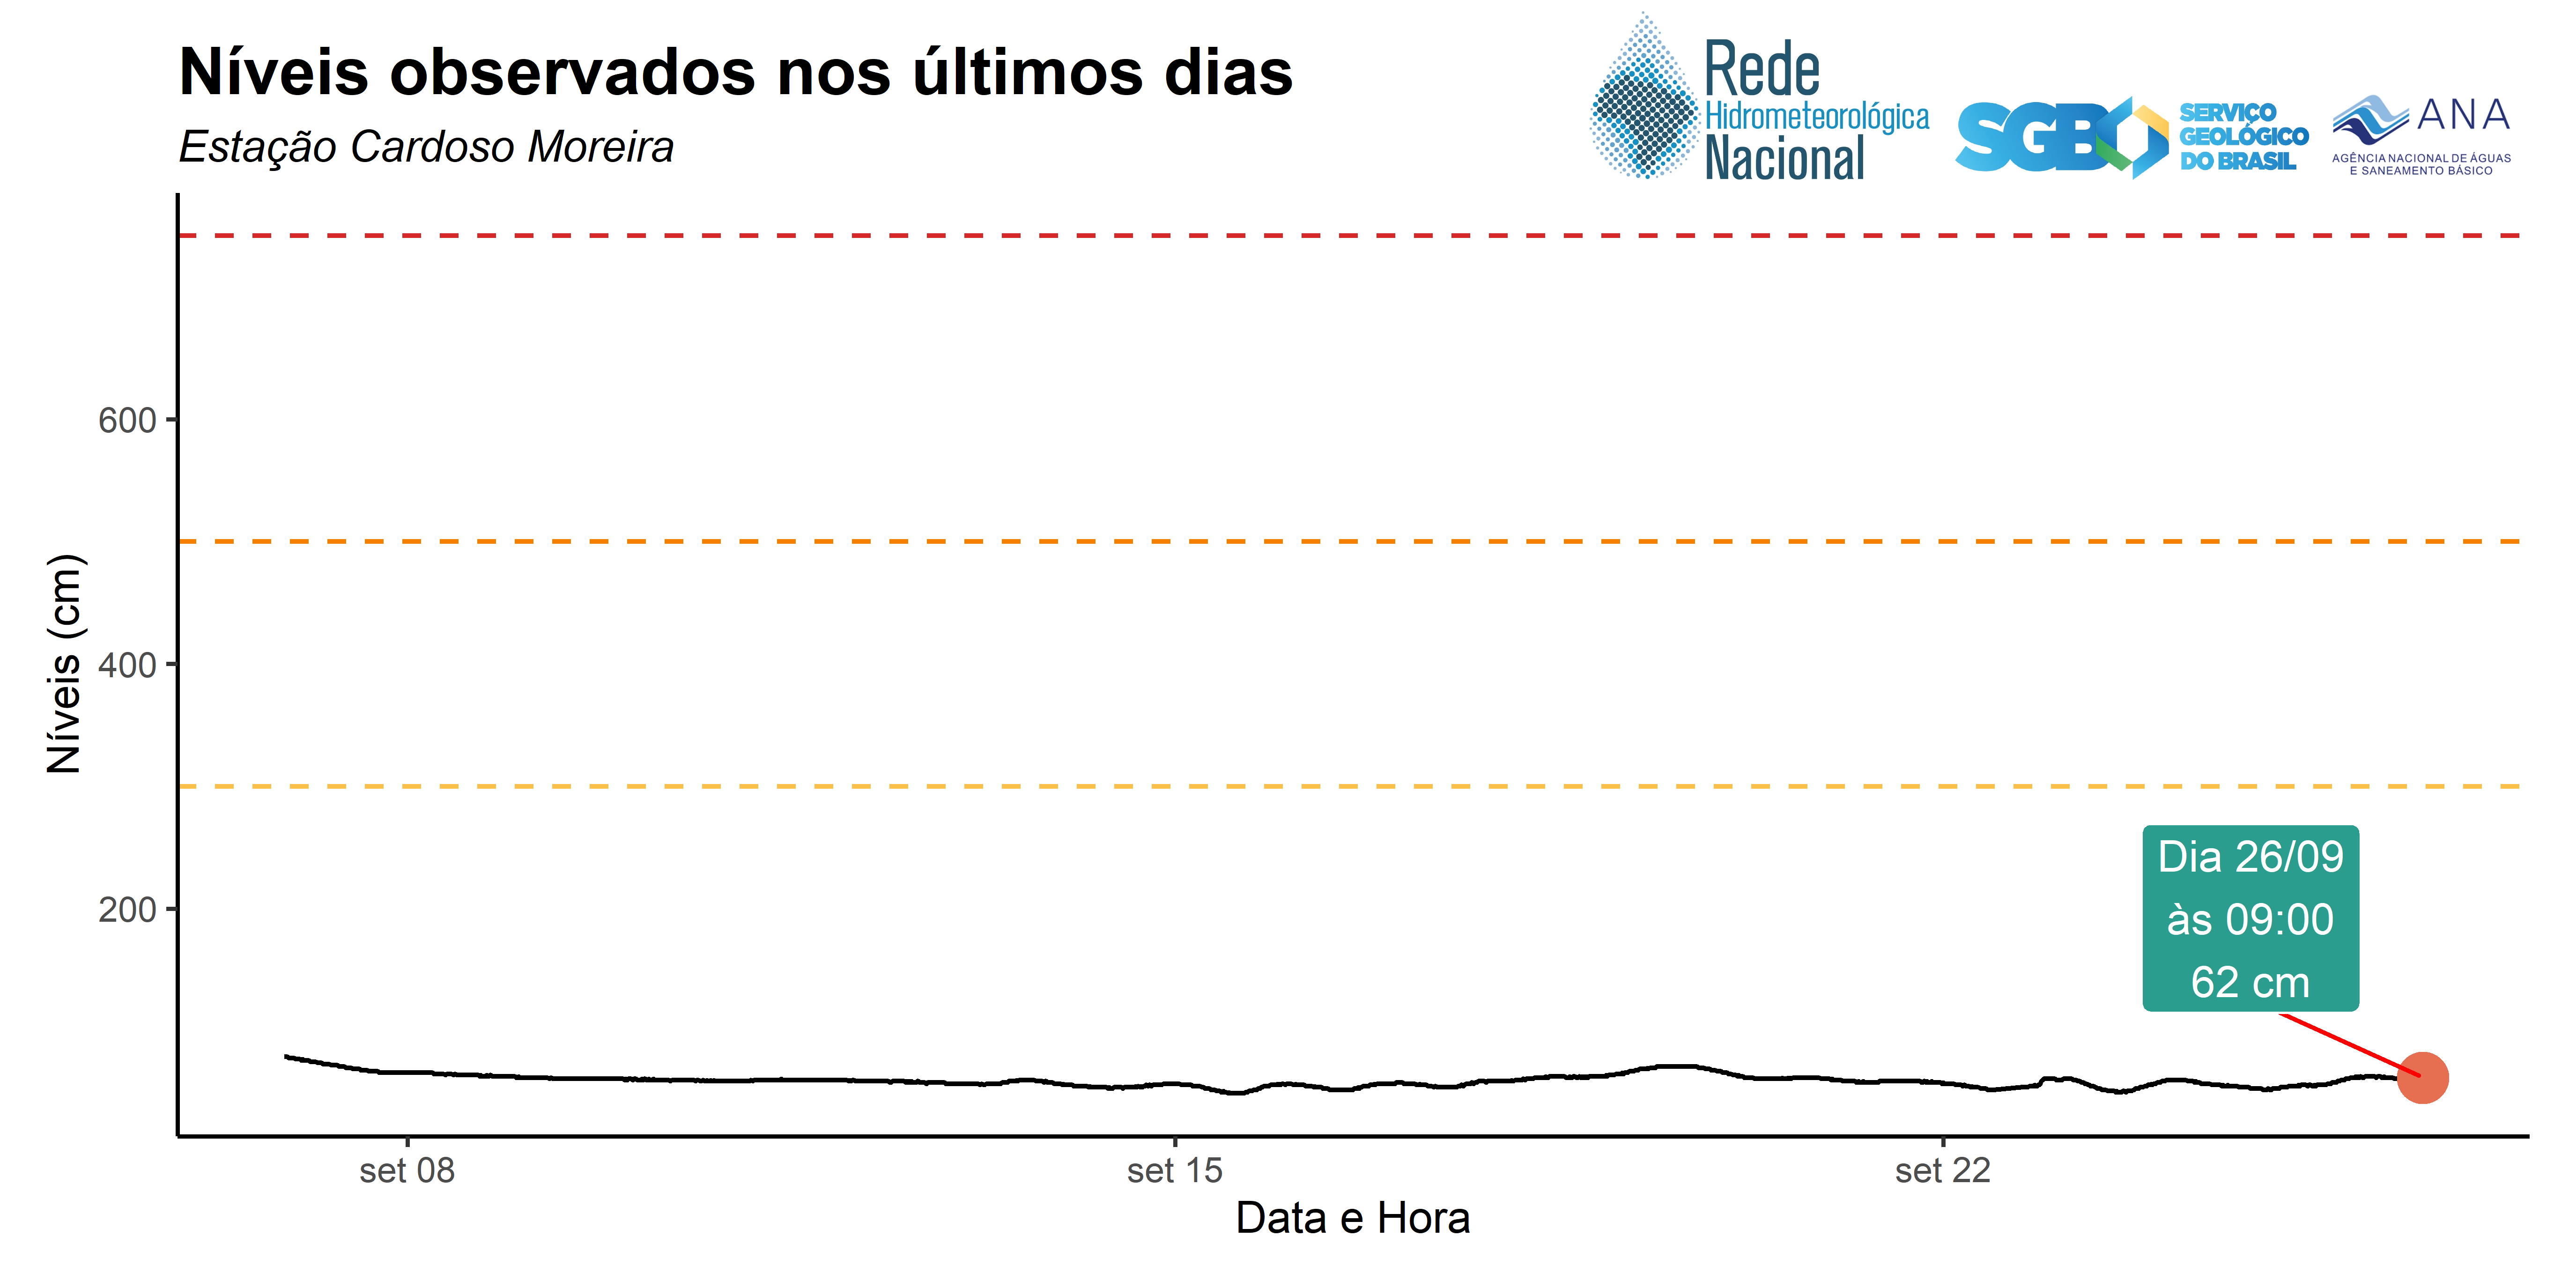 Níveis observados nos últimos dias
Estação Cardoso Moreira
Rede
Hidrometeorológica
Nacional
SGB
SERVIÇO
GEOLÓGICO
DO BRASIL
ANA
AGÊNCIA NACIONAL DE ÁGUAS
E SANEAMENTO BÁSICO
Níveis (cm)
600
400
200
Dia 26/09
às 09:00
62 cm
set 08
set 15
set 22
Data e Hora